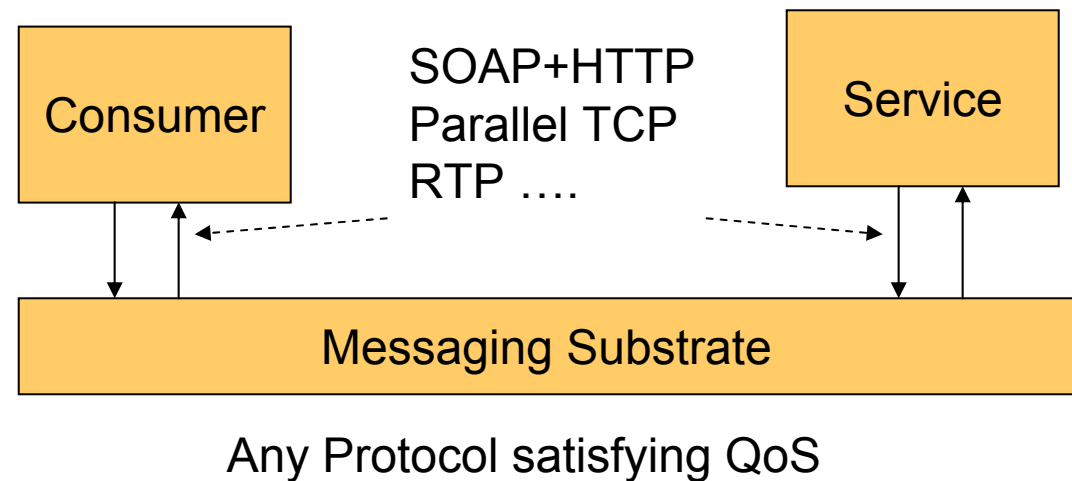 Consumer
SOAP+HTTP
Parallel TCP
RTP ….
Service
Messaging Substrate
Any Protocol satisfying QoS